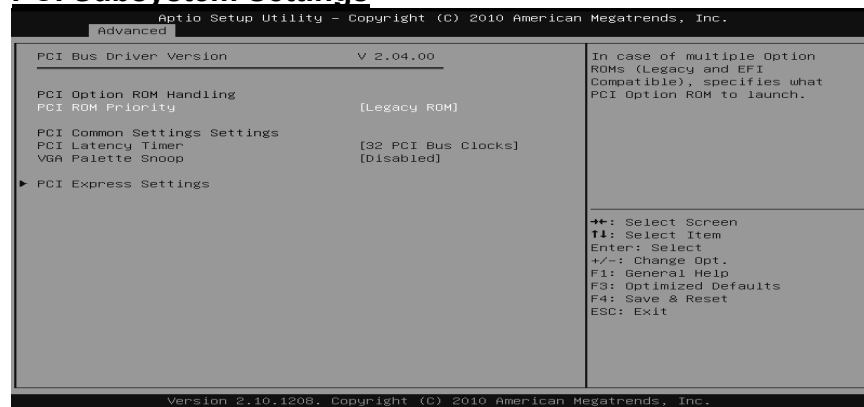 PCI Subsystem Settings
Aptio Setup Utility – Copyright (C) 2010 American Megatrends, Inc.
Advanced
PCI Bus Driver Version V 2.04.00
PCI Option ROM Handling
PCI ROM Priority [Legacy ROM]
PCI Common Settings Settings
PCI Latency Timer [32 PCI Bus Clocks]
VGA Palette Snoop [Disabled]
▶ PCI Express Settings
In case of multiple Option
ROMs (Legacy and EFI
Compatible), specifies what
PCI Option ROM to launch.
→←: Select Screen
↑↓: Select Item
Enter: Select
+/-: Change Opt.
F1: General Help
F3: Optimized Defaults
F4: Save & Reset
ESC: Exit
Version 2.10.1208. Copyright (C) 2010 American Megatrends, Inc.